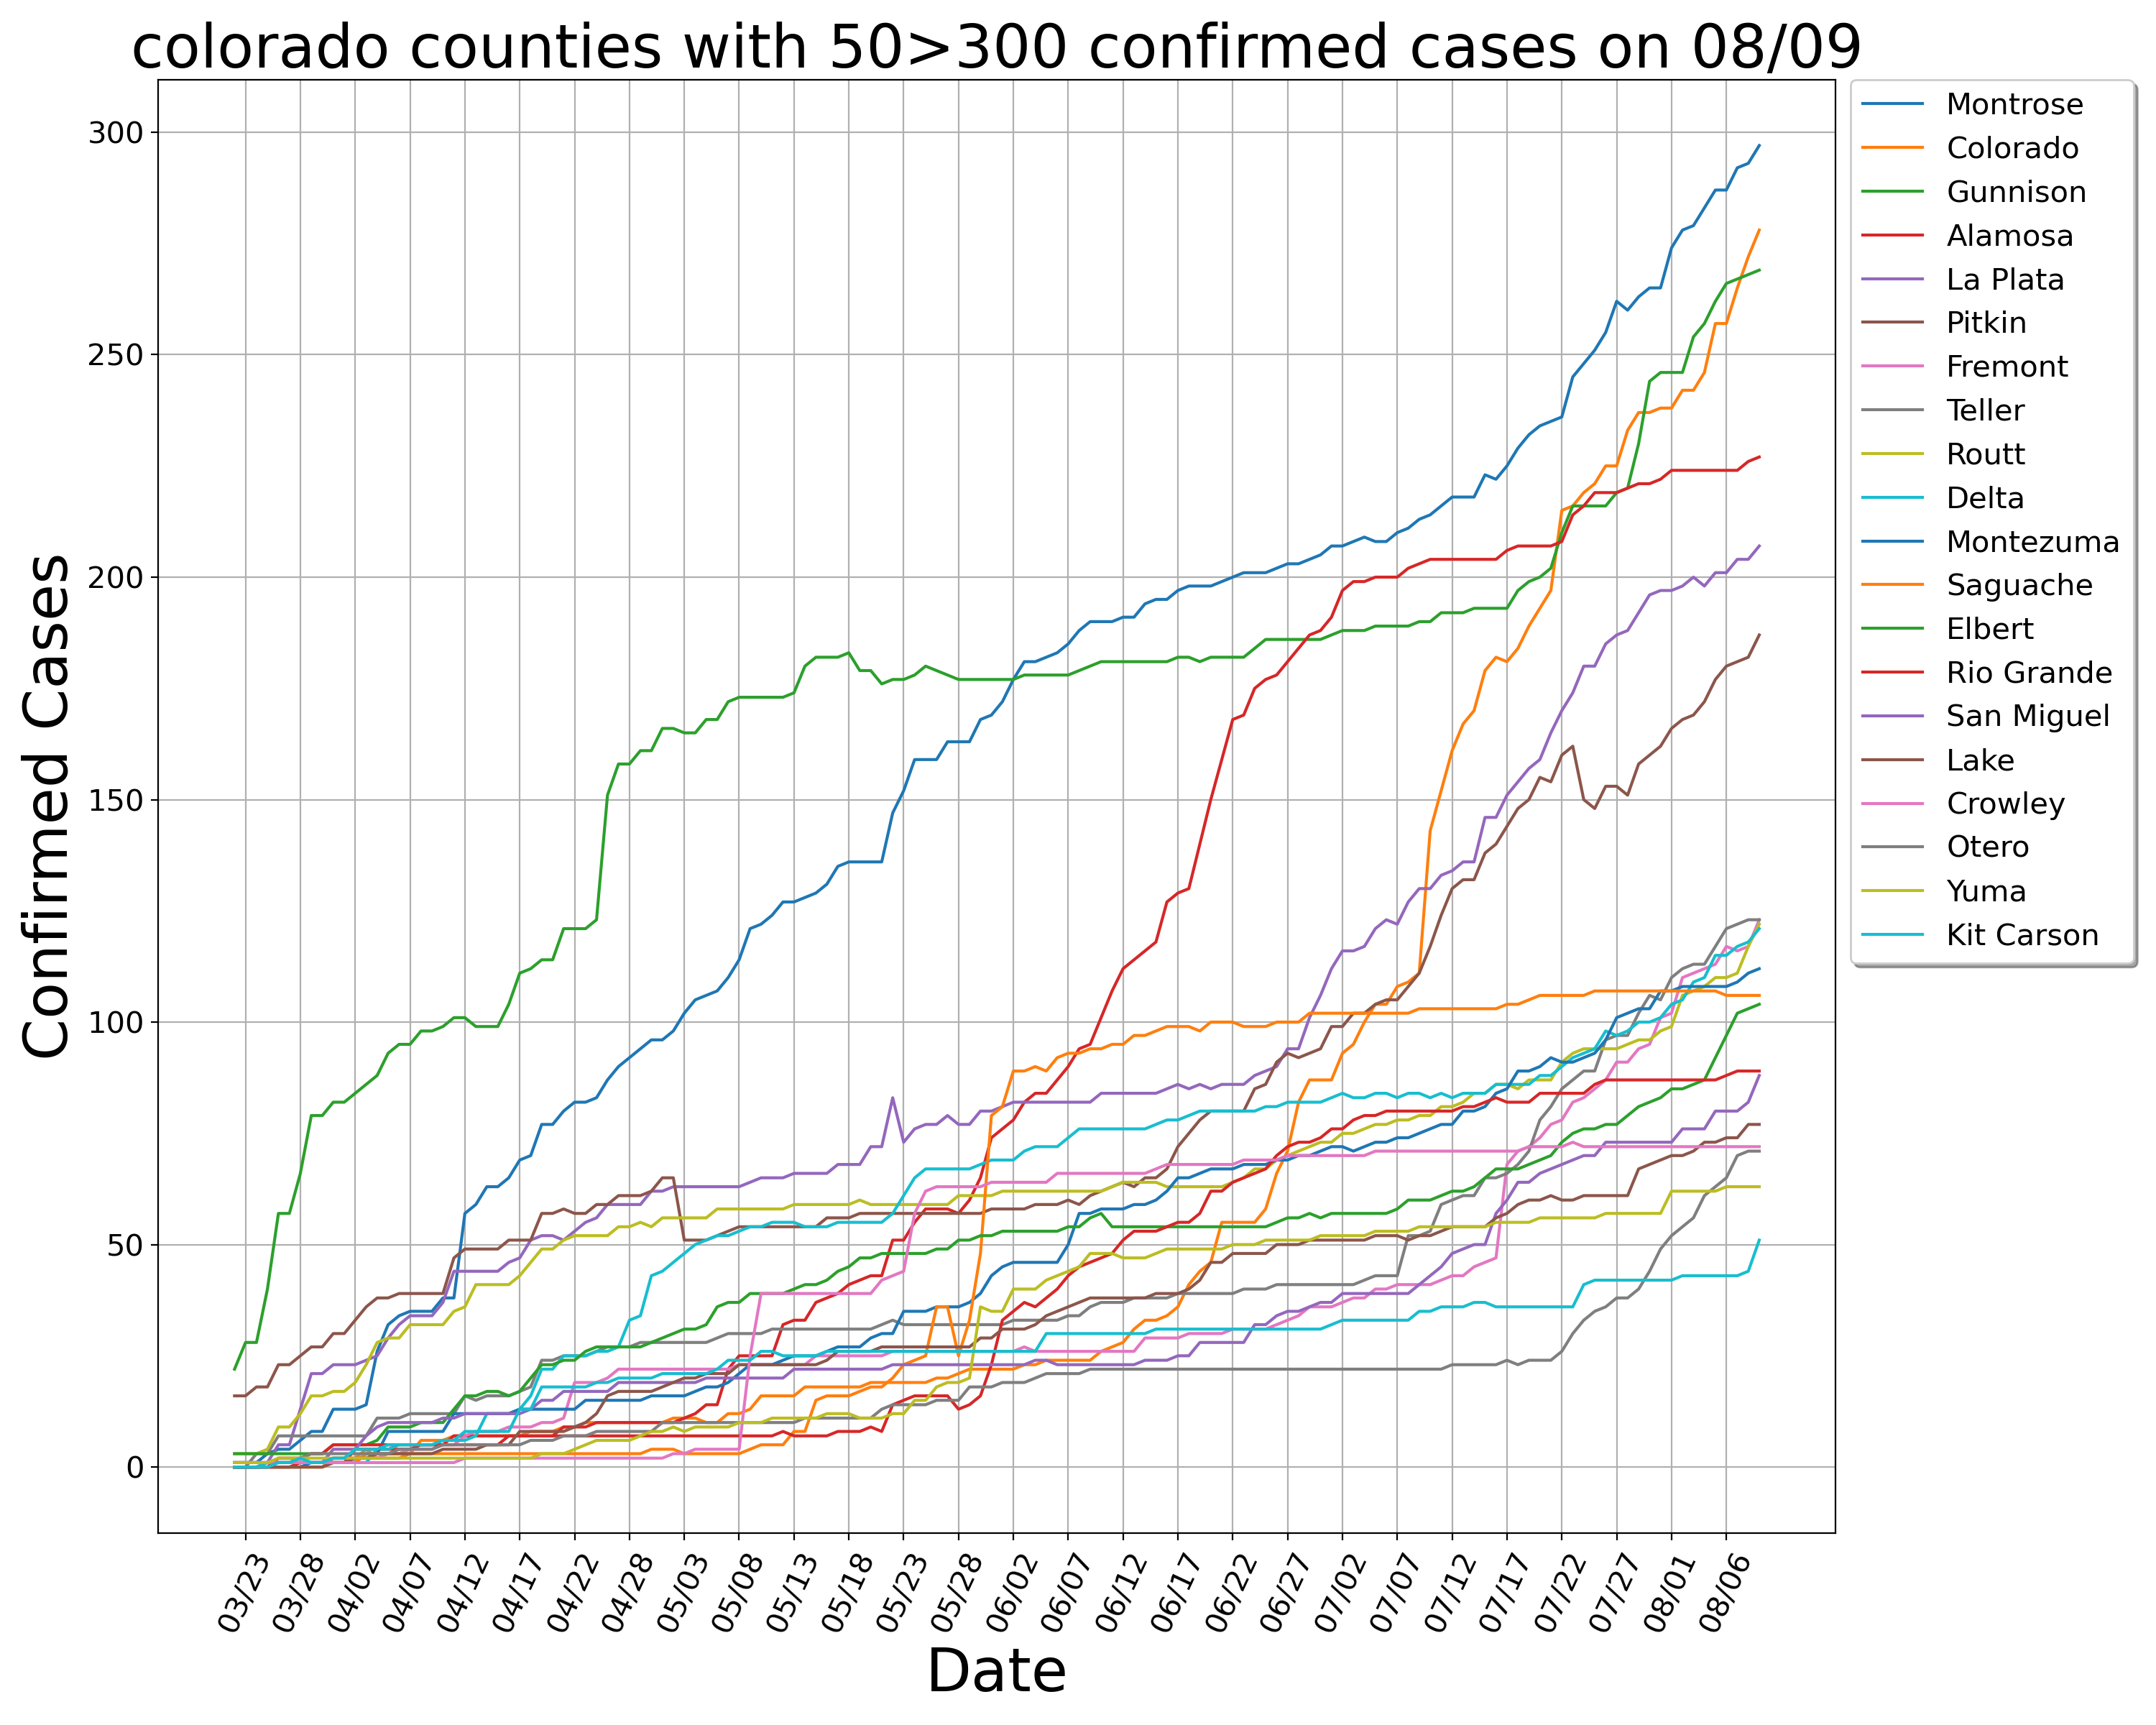 colorado counties with 50>300 confirmed cases on 08/09
Confirmed Cases
300
250
200
150
100
50
0
03/23
03/28
04/02
04/07
04/12
04/17
04/22
04/28
05/03
05/08
05/13
05/18
05/23
05/28
06/02
06/07
06/12
06/17
06/22
06/27
07/02
07/07
07/12
07/17
07/22
07/27
08/01
08/06
Date
Montrose
Colorado
Gunnison
Alamosa
La Plata
Pitkin
Fremont
Teller
Routt
Delta
Montezuma
Saguache
Elbert
Rio Grande
San Miguel
Lake
Crowley
Otero
Yuma
Kit Carson